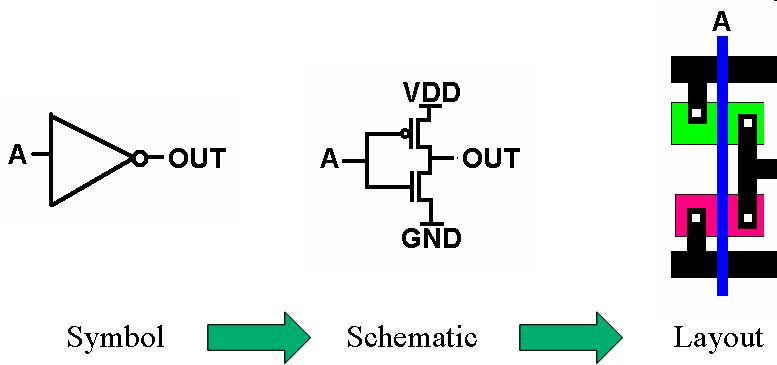 A
OUT
VDD
A
OUT
GND
A
Symbol
Schematic
Layout